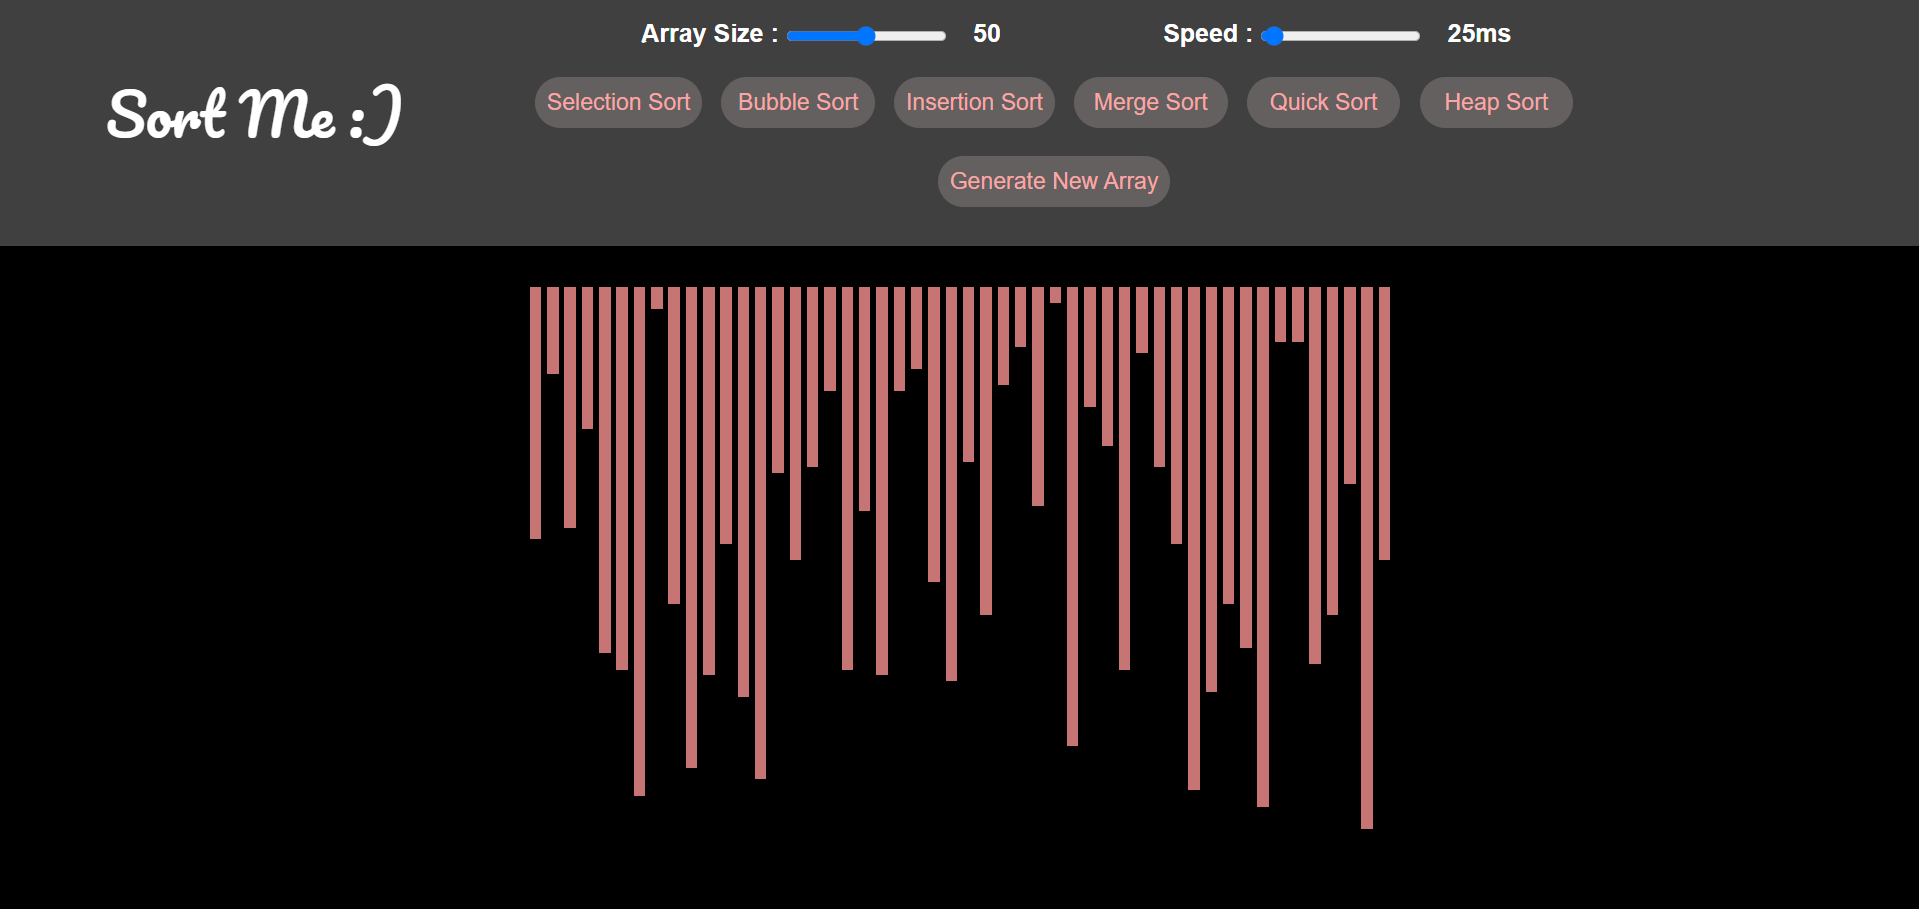 Array Size : 50 Speed : 25ms
Sort Me :)
Selection Sort Bubble Sort Insertion Sort Merge Sort Quick Sort Heap Sort
Generate New Array